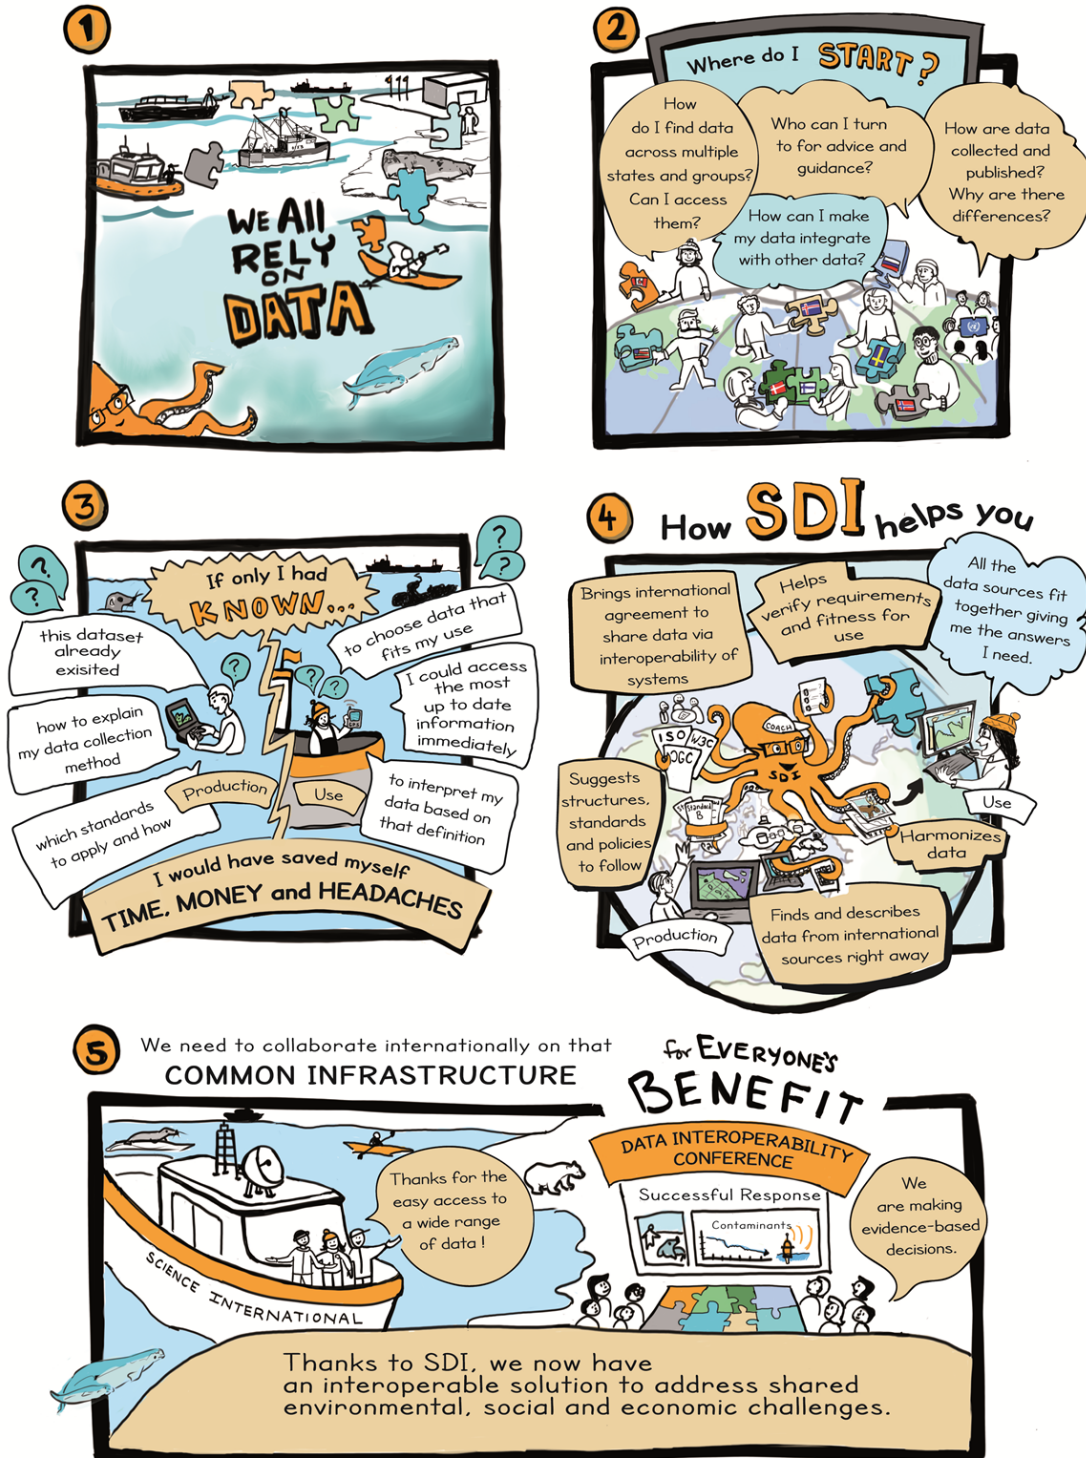 1
WE All
RELY
ON
DATA
2
Where do I START?
How
do I find data
across multiple
states and groups?
Can I access
them?
Who can I turn
to for advice and
guidance?
How are data
collected and
published?
Why are there
differences?
How can I make
my data integrate
with other data?
3
If only I had
KNOWN...
?
?
?
?
?
?
?
this dataset
already
exisited
how to explain
my data collection
method
which standards
to apply and how
Production
to choose data that
fits my use
I could access
the most
up to date
information
immediately
to interpret my
data based on
that definition
Use
I would have saved myself
TIME, MONEY and HEADACHES
4
How SDI helps you
Brings international
agreement to
share data via
interoperability of
systems
Helps
verify requirements
and fitness for
use
All the
data sources fit
together giving
me the answers
I need.
COACH
SDI
ISO
W3C
OGC
Standard
B
Suggests
structures,
standards
and policies
to follow
Use
Harmonizes
data
Production
Finds and describes
data from international
sources right away
5
We need to collaborate internationally on that
COMMON INFRASTRUCTURE
for EVERYONE'S
BENEFIT
DATA INTEROPERABILITY
CONFERENCE
Successful Response
Contaminants
Thanks for the
easy access to
a wide range
of data !
We
are making
evidence-based
decisions.
SCIENCE INTERNATIONAL
Thanks to SDI, we now have
an interoperable solution to address shared
environmental, social and economic challenges.